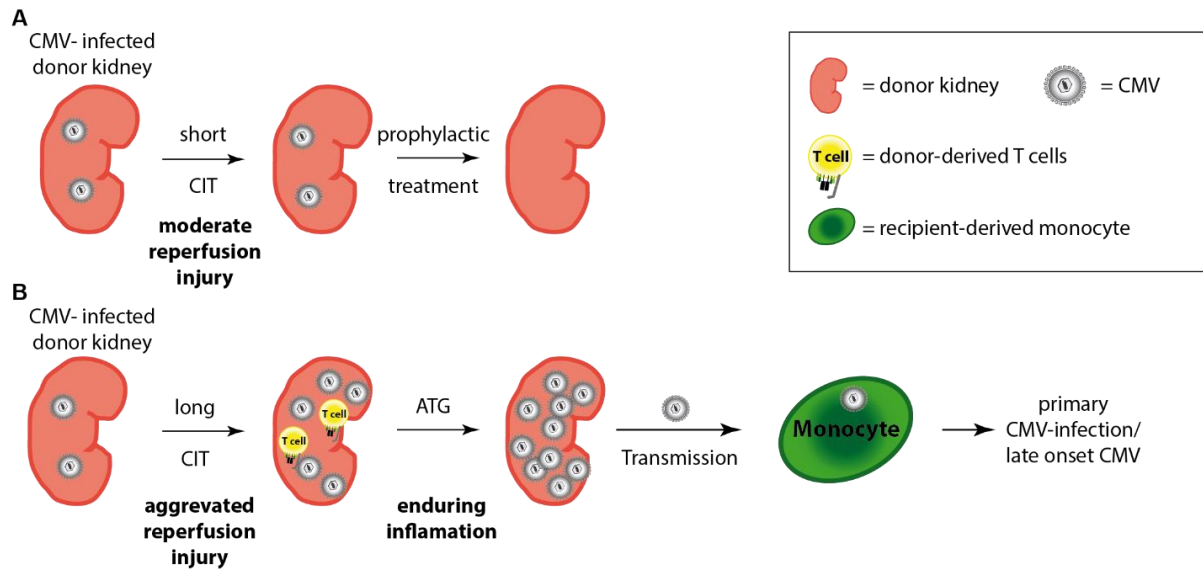 A
CMV- infected
donor kidney
short
CIT
moderate
reperfusion
injury
prophylactic
treatment
= donor kidney
= CMV
T cell
= donor-derived T cells
= recipient-derived monocyte
B
CMV- infected
donor kidney
long
CIT
aggrevated
reperfusion
injury
T cell
T cell
ATG
enduring
inflamation
Transmission
Monocyte
primary
CMV-infection/
late onset CMV